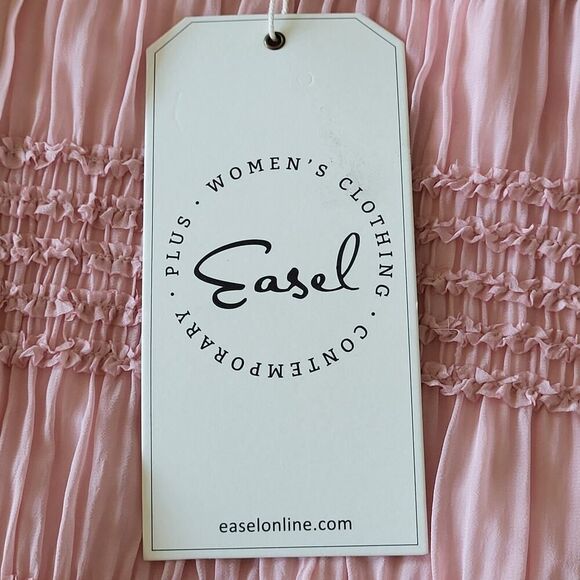 WOMEN'S CLOTHING · CONTEMPORARY · PLUS ·
Easel
easelonline.com